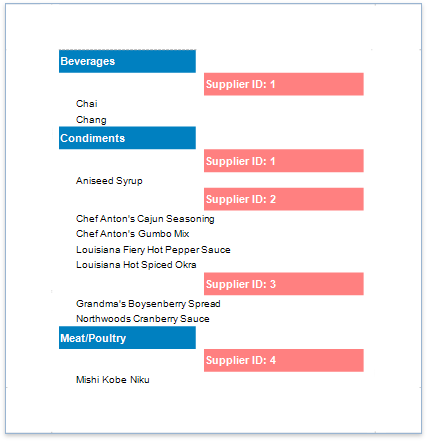 Beverages
Supplier ID: 1
Chai
Chang
Condiments
Supplier ID: 1
Aniseed Syrup
Supplier ID: 2
Chef Anton's Cajun Seasoning
Chef Anton's Gumbo Mix
Louisiana Fiery Hot Pepper Sauce
Louisiana Hot Spiced Okra
Supplier ID: 3
Grandma's Boysenberry Spread
Northwoods Cranberry Sauce
Meat/Poultry
Supplier ID: 4
Mishi Kobe Niku